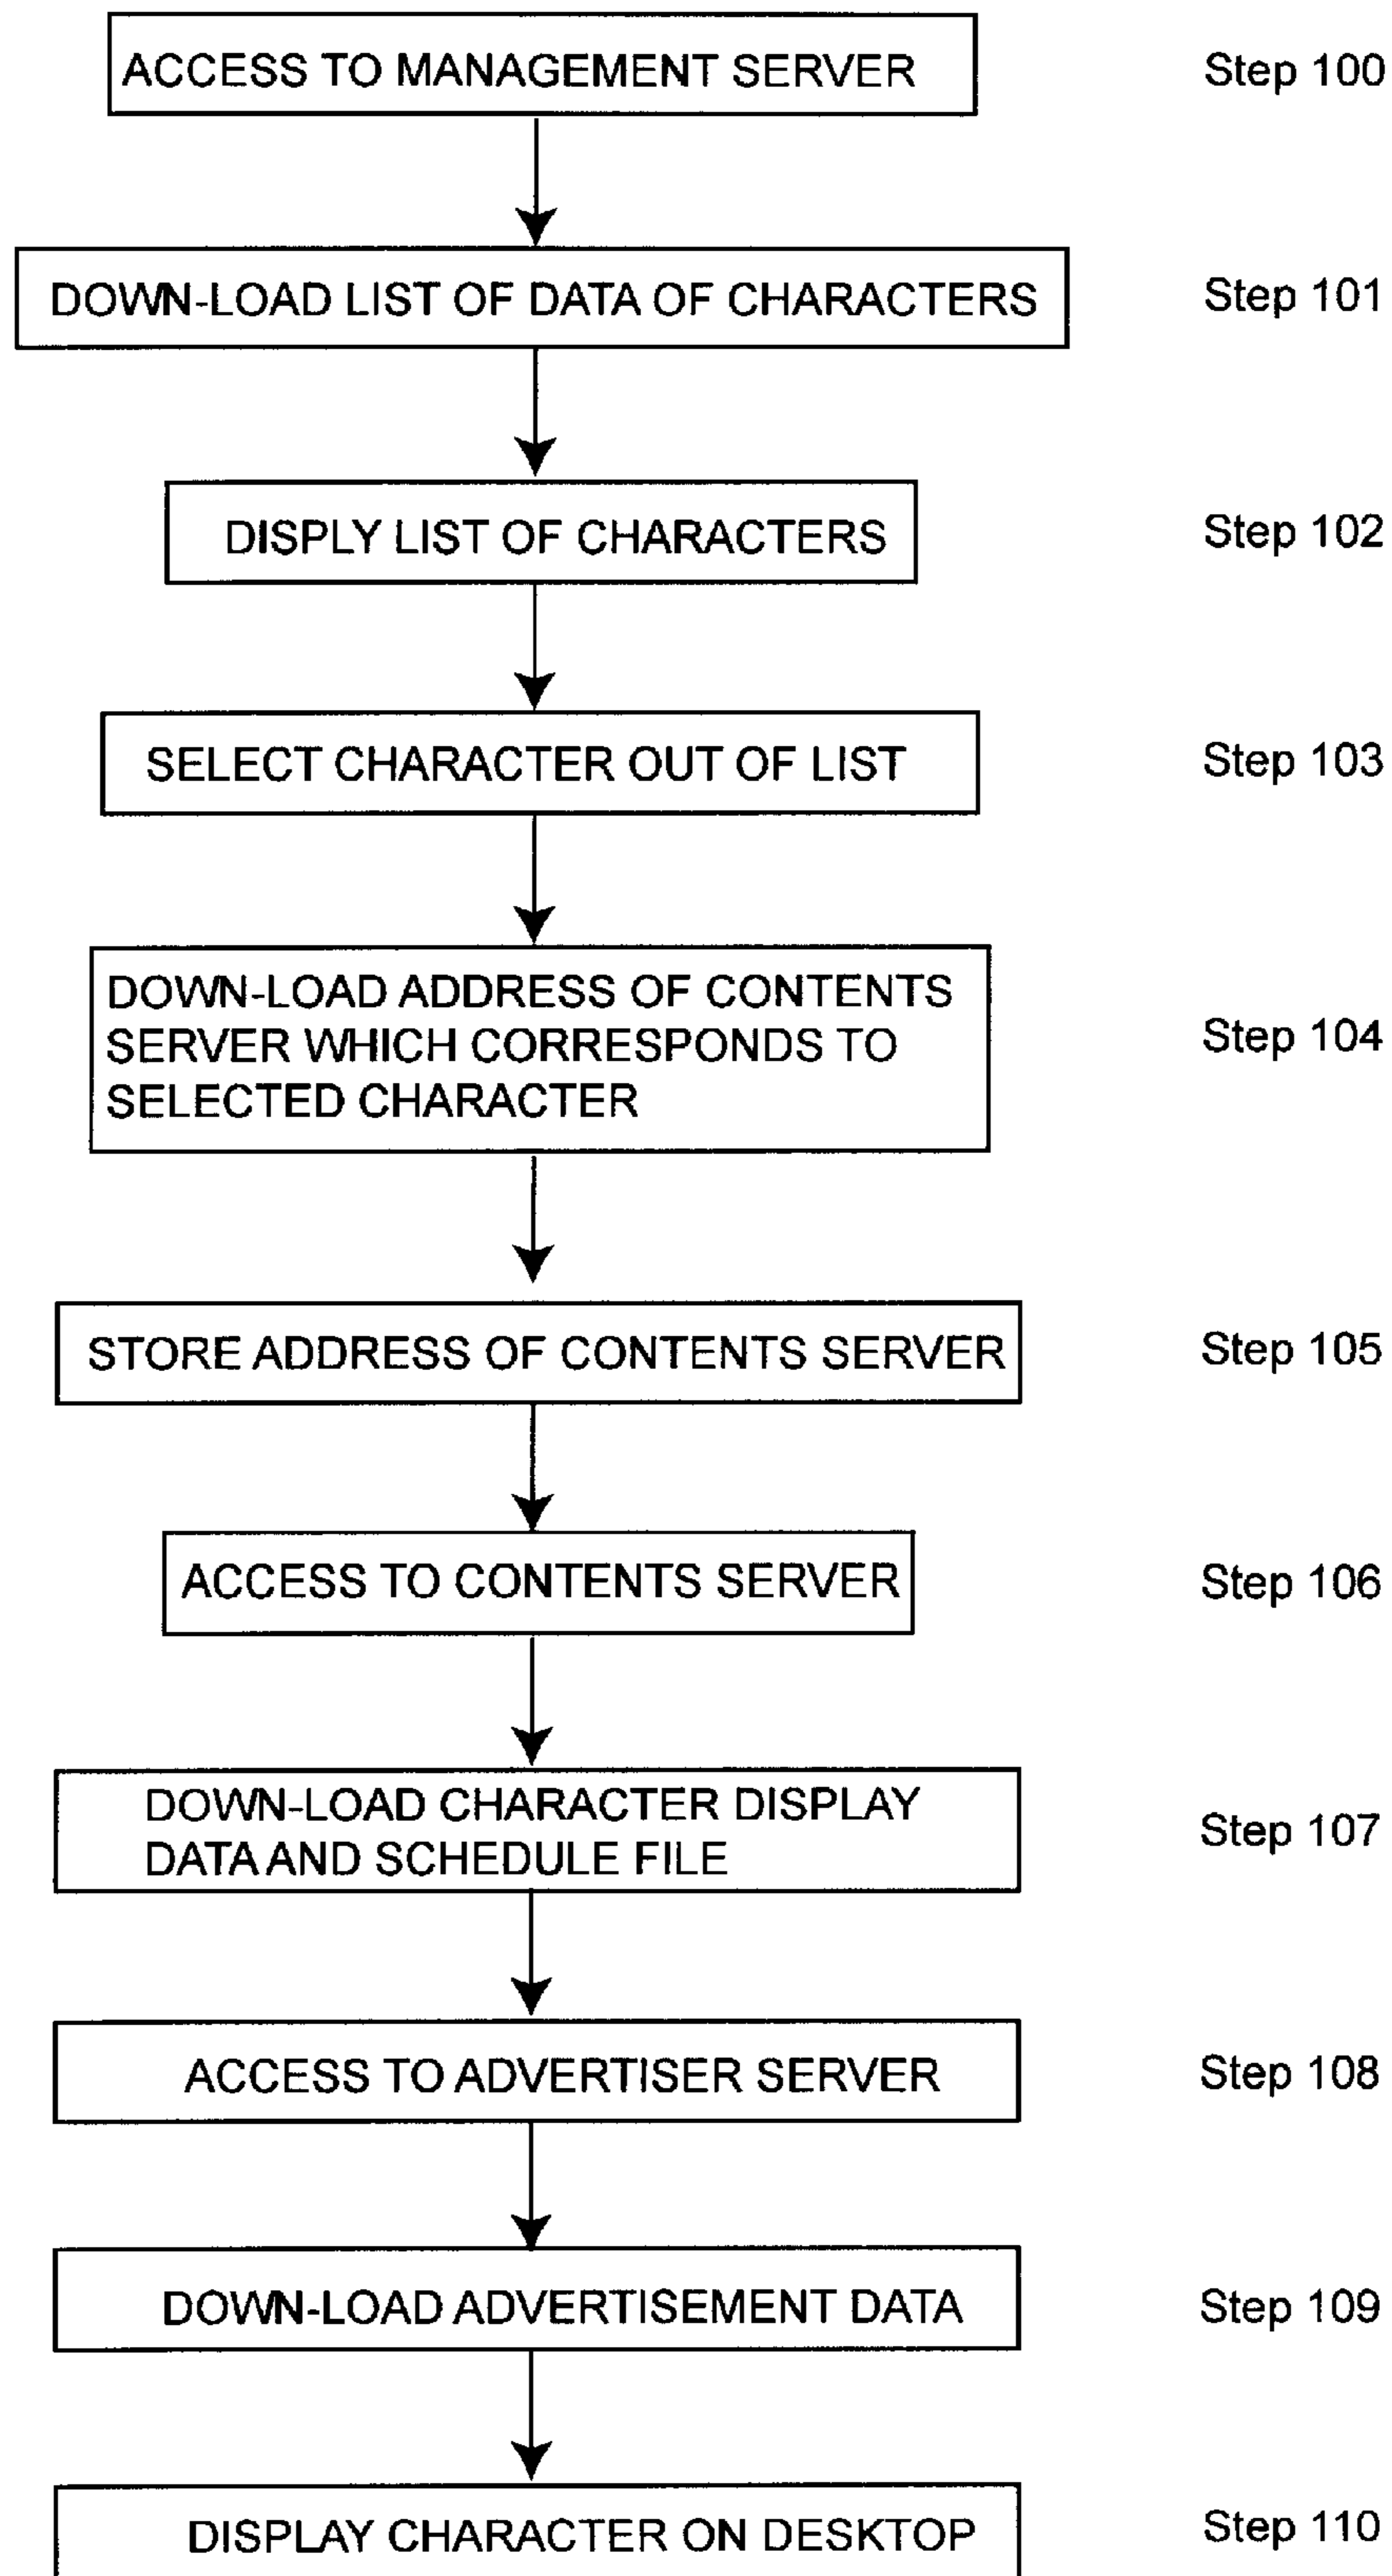 ACCESS TO MANAGEMENT SERVER Step 100
DOWN-LOAD LIST OF DATA OF CHARACTERS Step 101
DISPLY LIST OF CHARACTERS Step 102
SELECT CHARACTER OUT OF LIST Step 103
DOWN-LOAD ADDRESS OF CONTENTS
SERVER WHICH CORRESPONDS TO Step 104
SELECTED CHARACTER
STORE ADDRESS OF CONTENTS SERVER Step 105
ACCESS TO CONTENTS SERVER Step 106
DOWN-LOAD CHARACTER DISPLAY Step 107
DATA AND SCHEDULE FILE
ACCESS TO ADVERTISER SERVER Step 108
DOWN-LOAD ADVERTISEMENT DATA Step 109
DISPLAY CHARACTER ON DESKTOP Step 110